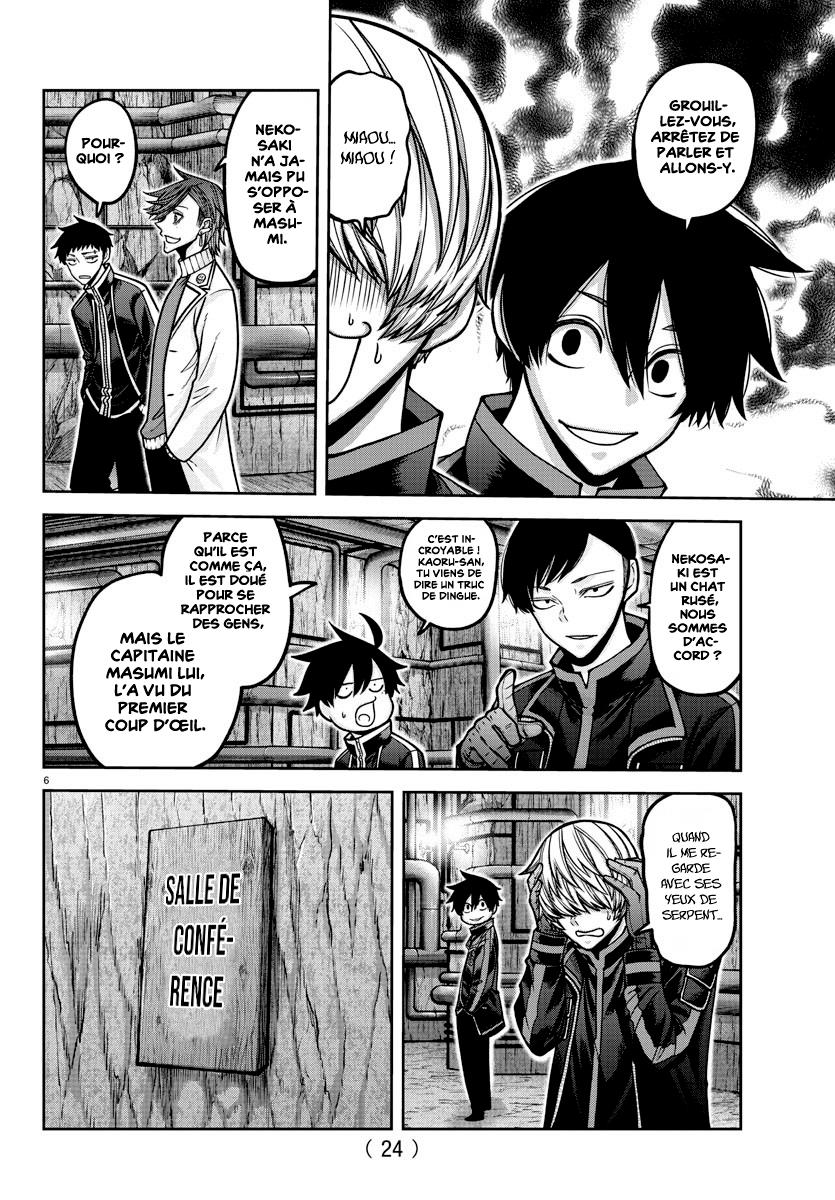 GROUIL-
LEZ-VOUS,
ARRÊTEZ DE
PARLER ET
ALLONS-Y.
MIAOU...
MIAOU !
NEKO-
SAKI
N'A JA-
MAIS PU
S'OPPO-
SER À
MASU-
MI.
POUR-
QUOI ?
NEKOSA-
KI EST
UN CHAT
RUSÉ,
NOUS
SOMMES
D'AC-
CORD ?
C'EST IN-
CROYABLE !
KAORU-SAN,
TU VIENS DE
DIRE UN TRUC
DE DINGUE.
PARCE
QU'IL EST
COMME ÇA,
IL EST DOUÉ
POUR SE
RAPPROCHER
DES GENS,
MAIS LE
CAPITAINE
MASUMI LUI,
L'A VU DU
PREMIER
COUP D'ŒIL.
6
QUAND
IL ME RE-
GARDE
AVEC SES
YEUX DE
SERPENT...
SALLE DE
CONFÉ-
RENCE
( 24 )